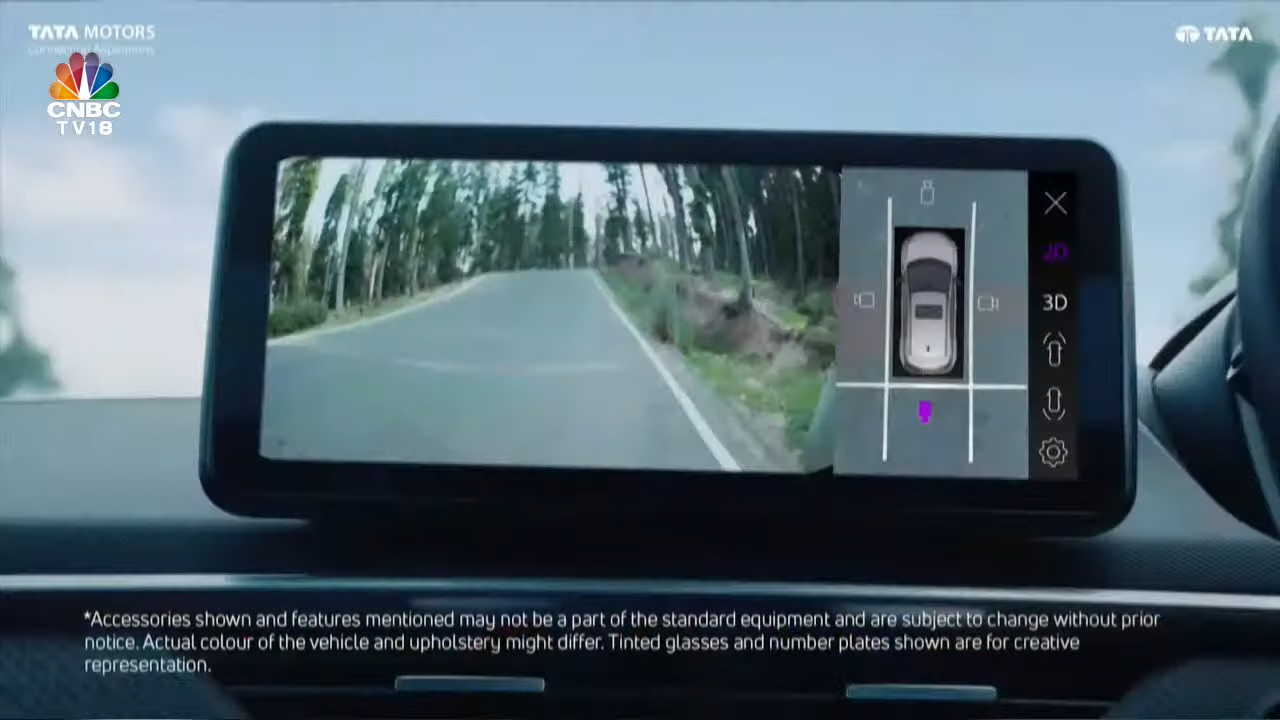 TATA MOTORS
Connecting Aspirations
TATA
CNBC
TV18
2D
3D
*Accessories shown and features mentioned may not be a part of the standard equipment and are subject to change without prior
notice. Actual colour of the vehicle and upholstery might differ. Tinted glasses and number plates shown are for creative
representation.